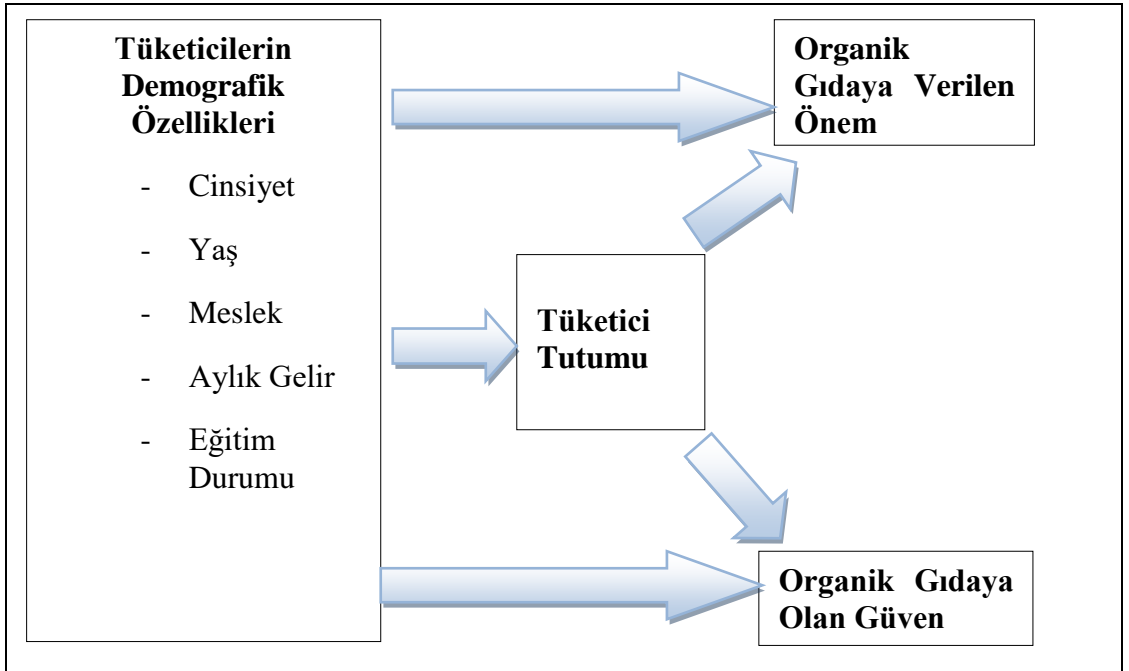 Tüketicilerin
Demografik
Özellikleri
- Cinsiyet
- Yaş
- Meslek
- Aylık Gelir
- Eğitim
Durumu
Organik
Gıdaya Verilen
Önem
Tüketici
Tutumu
Organik Gıdaya
Olan Güven